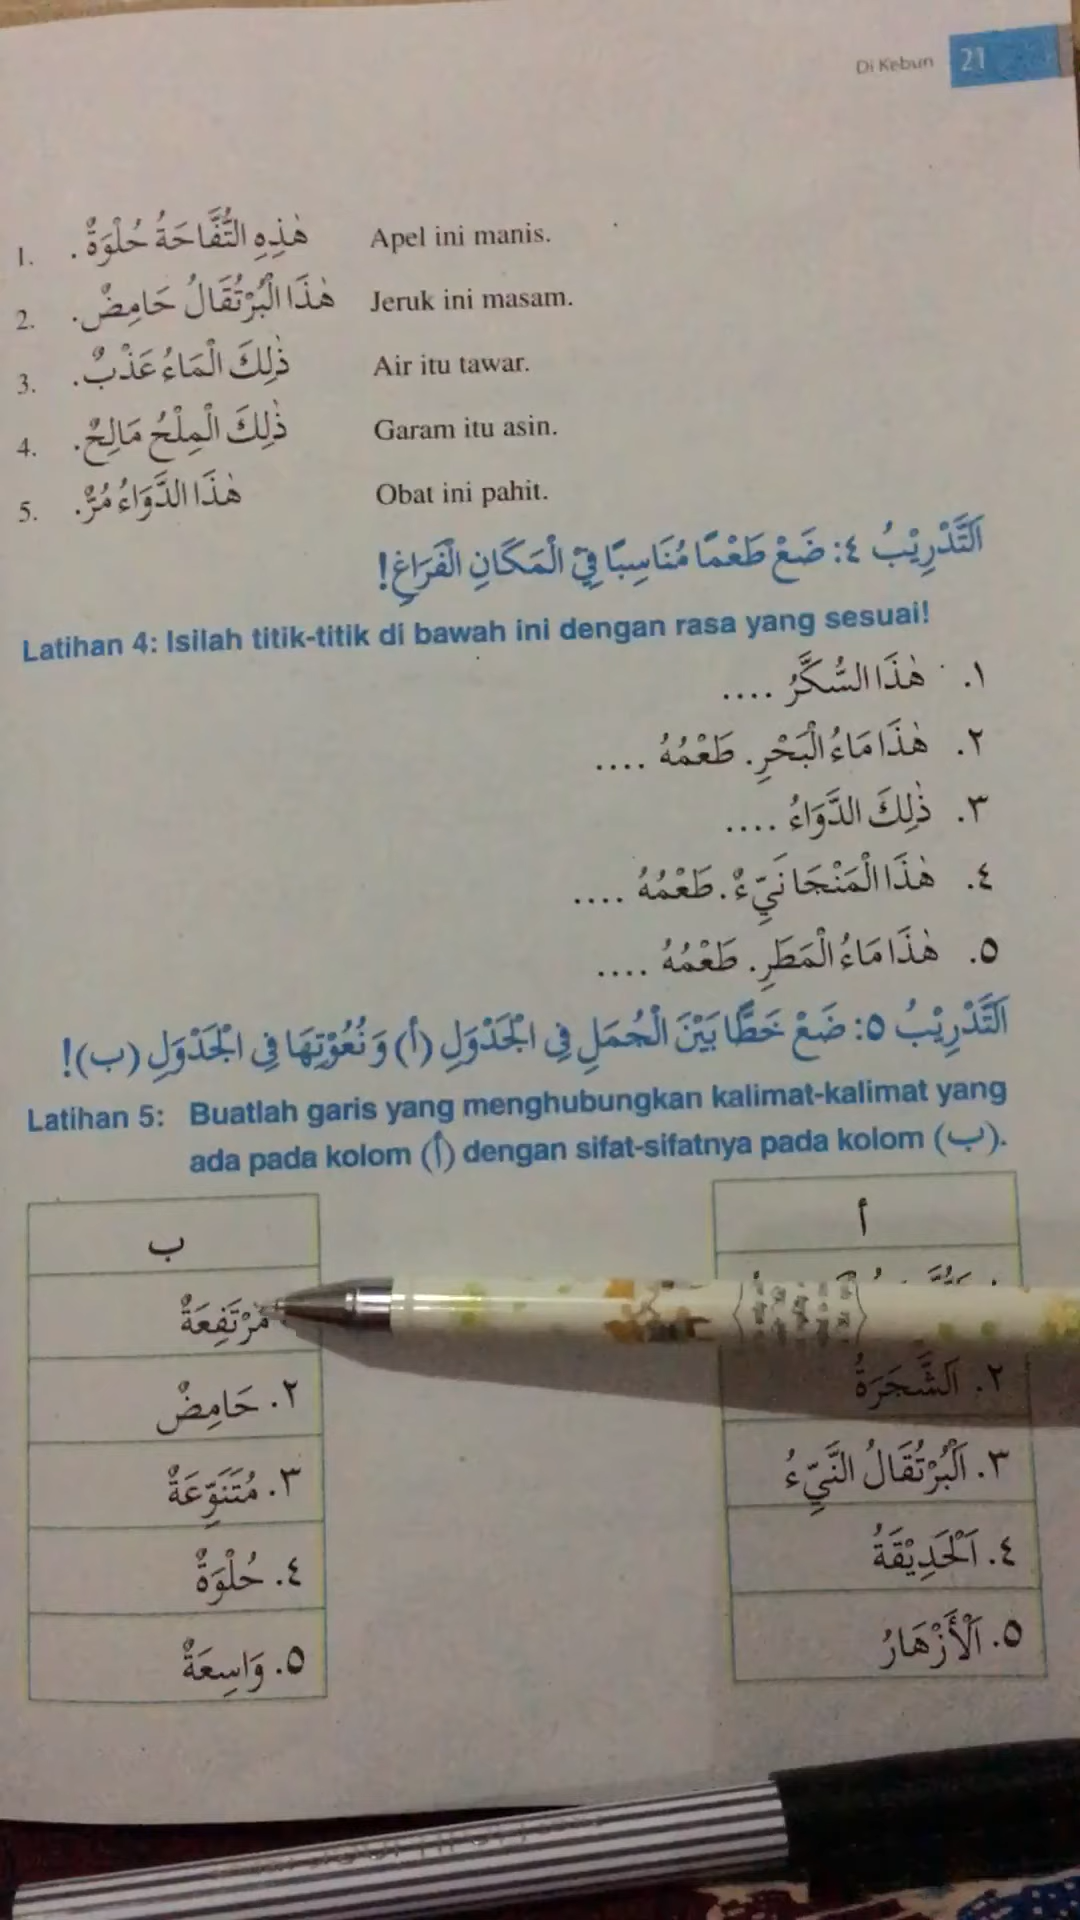 Di Kebun 21
1. هٰذِهِ التُّفَّاحَةُ حُلْوَةٌ. Apel ini manis.
2. هٰذَا الْبُرْتُقَالُ حَامِضٌ. Jeruk ini masam.
3. ذٰلِكَ الْمَاءُ عَذْبٌ. Air itu tawar.
4. ذٰلِكَ الْمِلْحُ مَالِحٌ. Garam itu asin.
5. هٰذَا الدَّوَاءُ مُرٌّ. Obat ini pahit.
اَلتَّدْرِيْبُ ٤: ضَعْ طَعْمًا مُنَاسِبًا فِيْ الْمَكَانِ الْفَرَاغِ!
Latihan 4: Isilah titik-titik di bawah ini dengan rasa yang sesuai!
١. هٰذَا السُّكَّرُ ....
٢. هٰذَا مَاءُ الْبَحْرِ. طَعْمُهُ ....
٣. ذٰلِكَ الدَّوَاءُ ....
٤. هٰذَا الْمَنْجَا نَيِّءٌ. طَعْمُهُ ....
٥. هٰذَا مَاءُ الْمَطَرِ. طَعْمُهُ ....
اَلتَّدْرِيْبُ ٥: ضَعْ خَطًّا بَيْنَ الْجُمَلِ فِي الْجَدْوَلِ (أ) وَ نُعُوْتِهَا فِي الْجَدْوَلِ (ب)!
Latihan 5: Buatlah garis yang menghubungkan kalimat-kalimat yang
ada pada kolom (أ) dengan sifat-sifatnya pada kolom (ب).
أ
٢. اَلشَّجَرَةُ
٣. اَلْبُرْتُقَالُ النَّيِّءُ
٤. اَلْحَدِيْقَةُ
٥. اَلْأَزْهَارُ
ب
مُرْتَفِعَةٌ
٢. حَامِضٌ
٣. مُتَنَوِّعَةٌ
٤. حُلْوَةٌ
٥. وَاسِعَةٌ